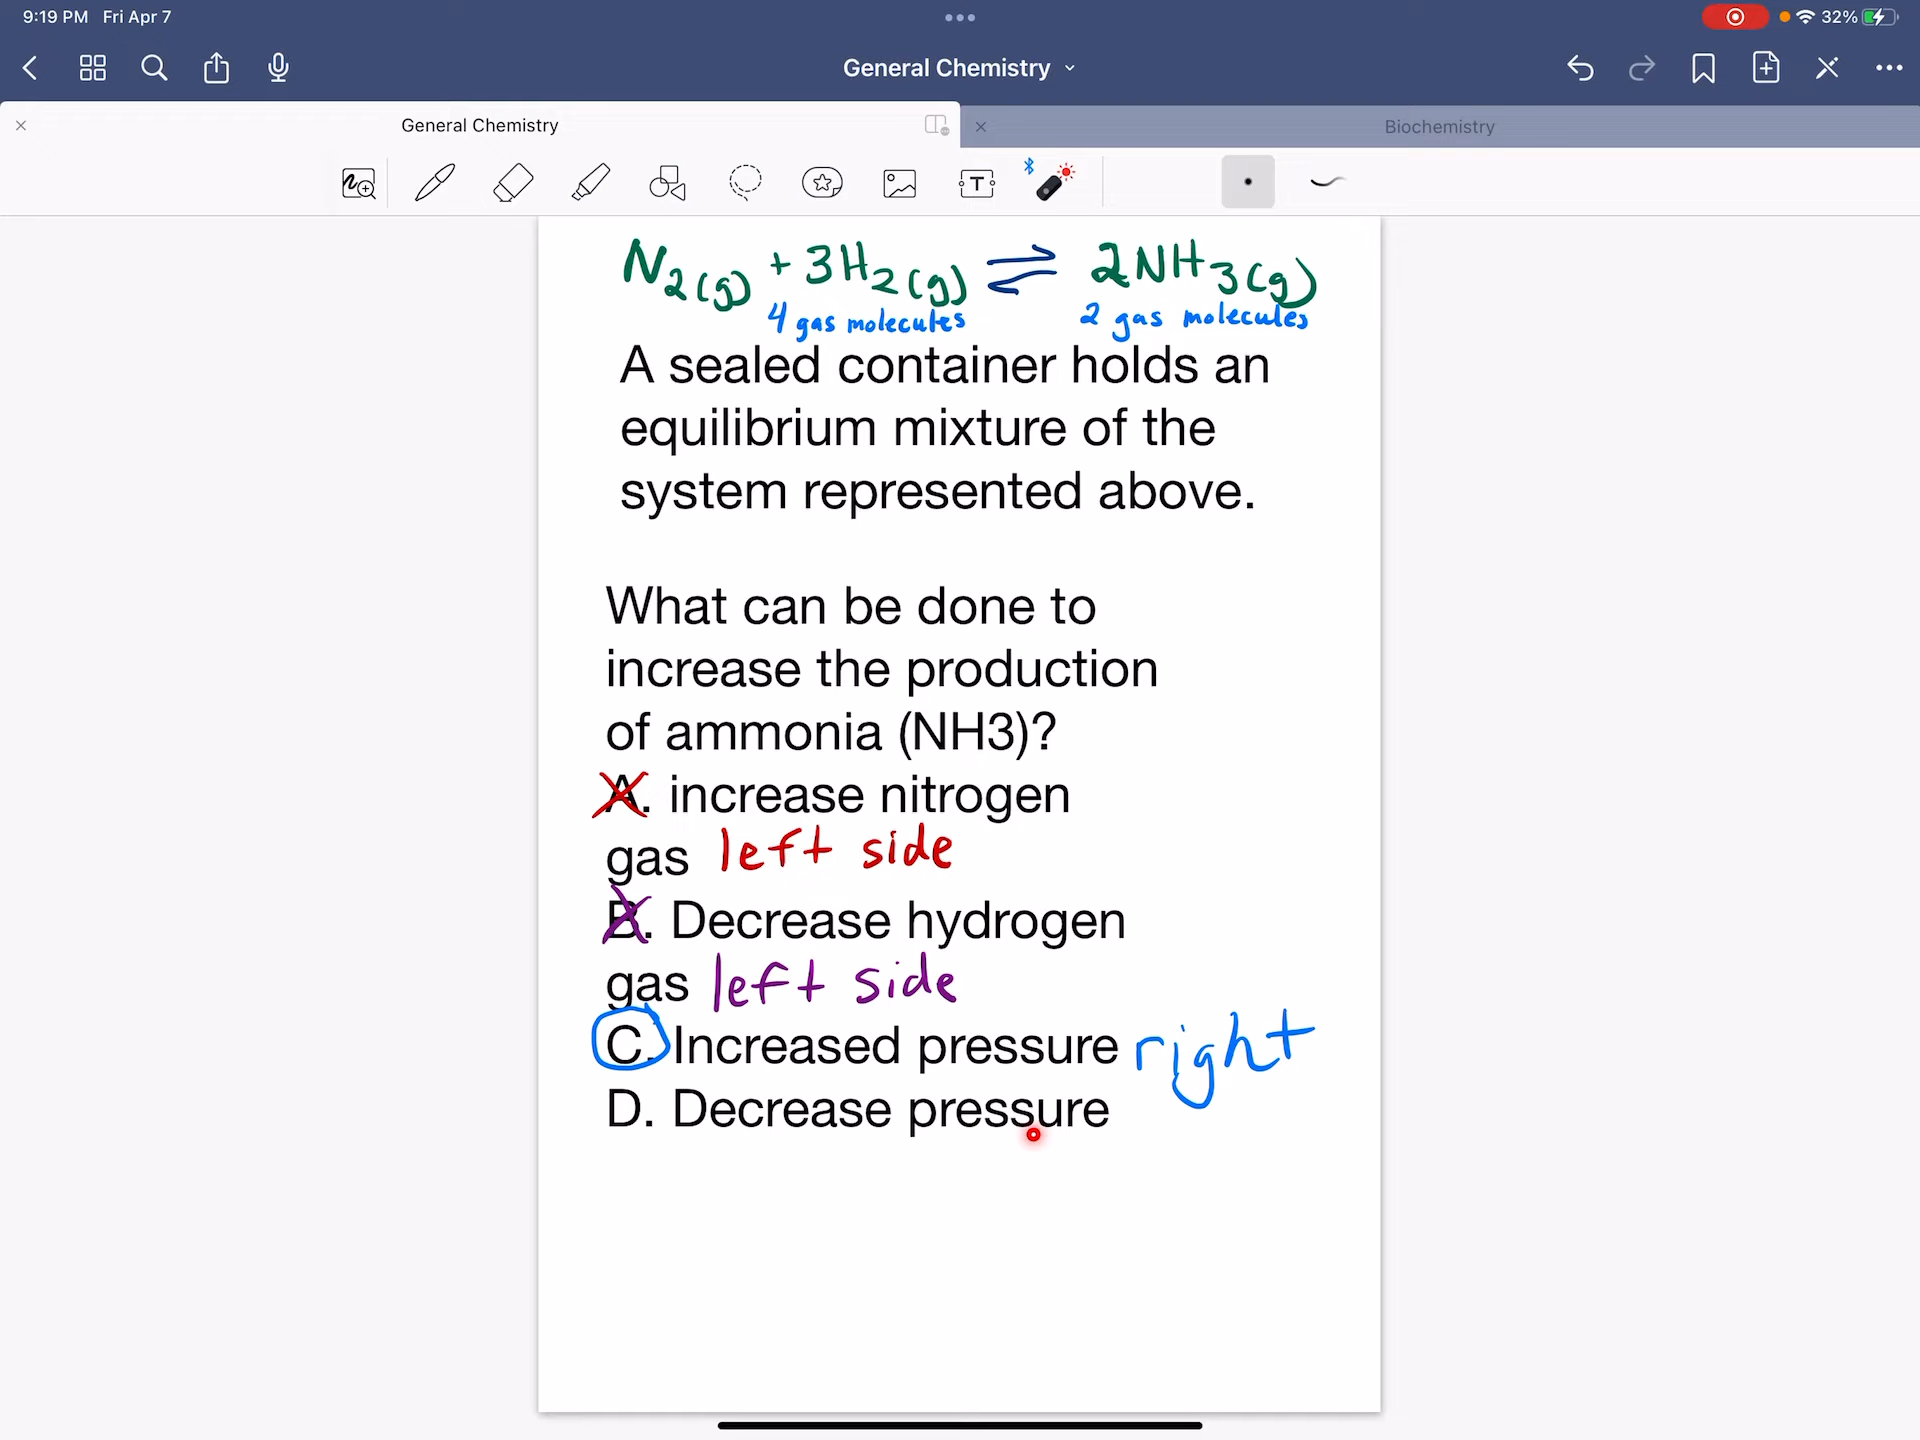 9:19 PM Fri Apr 7
32%
General Chemistry
General Chemistry
Biochemistry
T
N2(g) + 3H2(g) ⇌ 2NH3(g)
4 gas molecules 2 gas molecules
A sealed container holds an
equilibrium mixture of the
system represented above.
What can be done to
increase the production
of ammonia (NH3)?
A. increase nitrogen
gas left side
B. Decrease hydrogen
gas left side
C. Increased pressure right
D. Decrease pressure